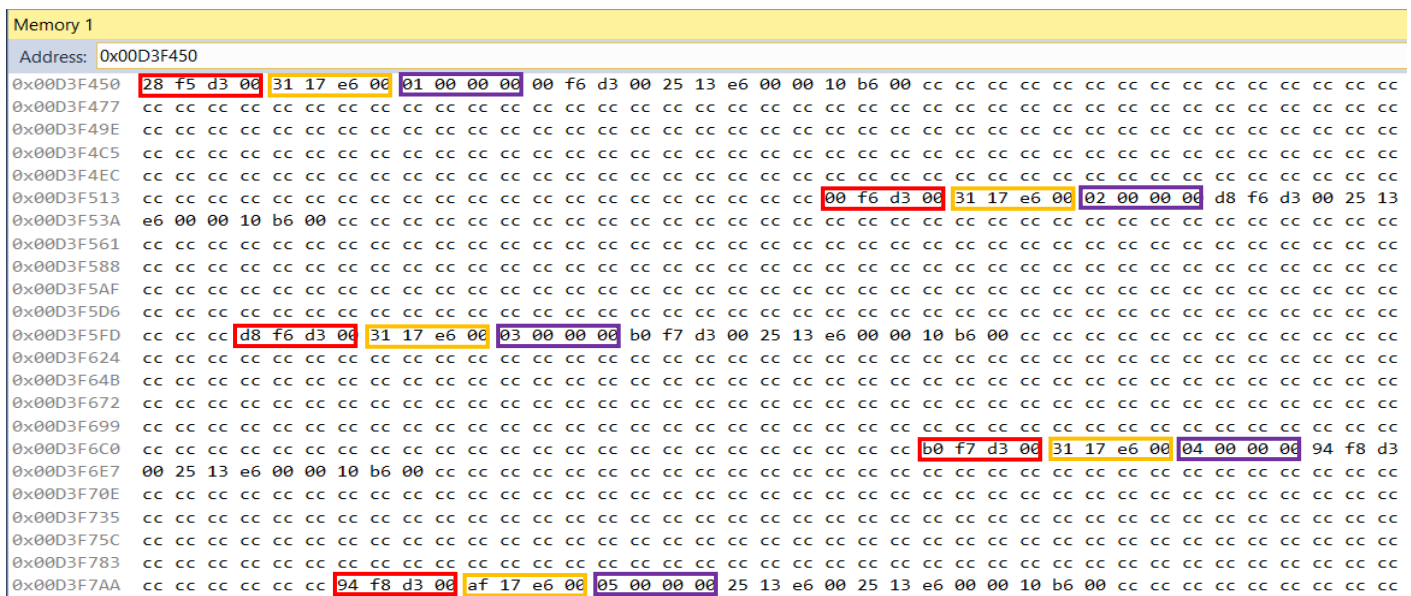 Memory 1
Address: 0x00D3F450
0x00D3F450 28 f5 d3 00 31 17 e6 00 01 00 00 00 00 f6 d3 00 25 13 e6 00 00 10 b6 00 cc cc cc cc cc cc cc cc cc cc cc cc cc cc cc
0x00D3F477 cc cc cc cc cc cc cc cc cc cc cc cc cc cc cc cc cc cc cc cc cc cc cc cc cc cc cc cc cc cc cc cc cc cc cc cc cc cc cc
0x00D3F49E cc cc cc cc cc cc cc cc cc cc cc cc cc cc cc cc cc cc cc cc cc cc cc cc cc cc cc cc cc cc cc cc cc cc cc cc cc cc cc
0x00D3F4C5 cc cc cc cc cc cc cc cc cc cc cc cc cc cc cc cc cc cc cc cc cc cc cc cc cc cc cc cc cc cc cc cc cc cc cc cc cc cc cc
0x00D3F4EC cc cc cc cc cc cc cc cc cc cc cc cc cc cc cc cc cc cc cc cc cc cc cc cc cc cc cc cc cc cc cc cc cc cc cc cc cc cc cc
0x00D3F513 cc cc cc cc cc cc cc cc cc cc cc cc cc cc cc cc cc cc cc cc cc 00 f6 d3 00 31 17 e6 00 02 00 00 00 d8 f6 d3 00 25 13
0x00D3F53A e6 00 00 10 b6 00 cc cc cc cc cc cc cc cc cc cc cc cc cc cc cc cc cc cc cc cc cc cc cc cc cc cc cc cc cc cc cc cc cc
0x00D3F561 cc cc cc cc cc cc cc cc cc cc cc cc cc cc cc cc cc cc cc cc cc cc cc cc cc cc cc cc cc cc cc cc cc cc cc cc cc cc cc
0x00D3F588 cc cc cc cc cc cc cc cc cc cc cc cc cc cc cc cc cc cc cc cc cc cc cc cc cc cc cc cc cc cc cc cc cc cc cc cc cc cc cc
0x00D3F5AF cc cc cc cc cc cc cc cc cc cc cc cc cc cc cc cc cc cc cc cc cc cc cc cc cc cc cc cc cc cc cc cc cc cc cc cc cc cc cc
0x00D3F5D6 cc cc cc cc cc cc cc cc cc cc cc cc cc cc cc cc cc cc cc cc cc cc cc cc cc cc cc cc cc cc cc cc cc cc cc cc cc cc cc
0x00D3F5FD cc cc cc d8 f6 d3 00 31 17 e6 00 03 00 00 00 b0 f7 d3 00 25 13 e6 00 00 10 b6 00 cc cc cc cc cc cc cc cc cc cc cc cc
0x00D3F624 cc cc cc cc cc cc cc cc cc cc cc cc cc cc cc cc cc cc cc cc cc cc cc cc cc cc cc cc cc cc cc cc cc cc cc cc cc cc cc
0x00D3F64B cc cc cc cc cc cc cc cc cc cc cc cc cc cc cc cc cc cc cc cc cc cc cc cc cc cc cc cc cc cc cc cc cc cc cc cc cc cc cc
0x00D3F672 cc cc cc cc cc cc cc cc cc cc cc cc cc cc cc cc cc cc cc cc cc cc cc cc cc cc cc cc cc cc cc cc cc cc cc cc cc cc cc
0x00D3F699 cc cc cc cc cc cc cc cc cc cc cc cc cc cc cc cc cc cc cc cc cc cc cc cc cc cc cc cc cc cc cc cc cc cc cc cc cc cc cc
0x00D3F6C0 cc cc cc cc cc cc cc cc cc cc cc cc cc cc cc cc cc cc cc cc cc cc cc cc b0 f7 d3 00 31 17 e6 00 04 00 00 00 94 f8 d3
0x00D3F6E7 00 25 13 e6 00 00 10 b6 00 cc cc cc cc cc cc cc cc cc cc cc cc cc cc cc cc cc cc cc cc cc cc cc cc cc cc cc cc cc cc
0x00D3F70E cc cc cc cc cc cc cc cc cc cc cc cc cc cc cc cc cc cc cc cc cc cc cc cc cc cc cc cc cc cc cc cc cc cc cc cc cc cc cc
0x00D3F735 cc cc cc cc cc cc cc cc cc cc cc cc cc cc cc cc cc cc cc cc cc cc cc cc cc cc cc cc cc cc cc cc cc cc cc cc cc cc cc
0x00D3F75C cc cc cc cc cc cc cc cc cc cc cc cc cc cc cc cc cc cc cc cc cc cc cc cc cc cc cc cc cc cc cc cc cc cc cc cc cc cc cc
0x00D3F783 cc cc cc cc cc cc cc cc cc cc cc cc cc cc cc cc cc cc cc cc cc cc cc cc cc cc cc cc cc cc cc cc cc cc cc cc cc cc cc
0x00D3F7AA cc cc cc cc cc cc 94 f8 d3 00 af 17 e6 00 05 00 00 00 25 13 e6 00 25 13 e6 00 00 10 b6 00 cc cc cc cc cc cc cc cc cc